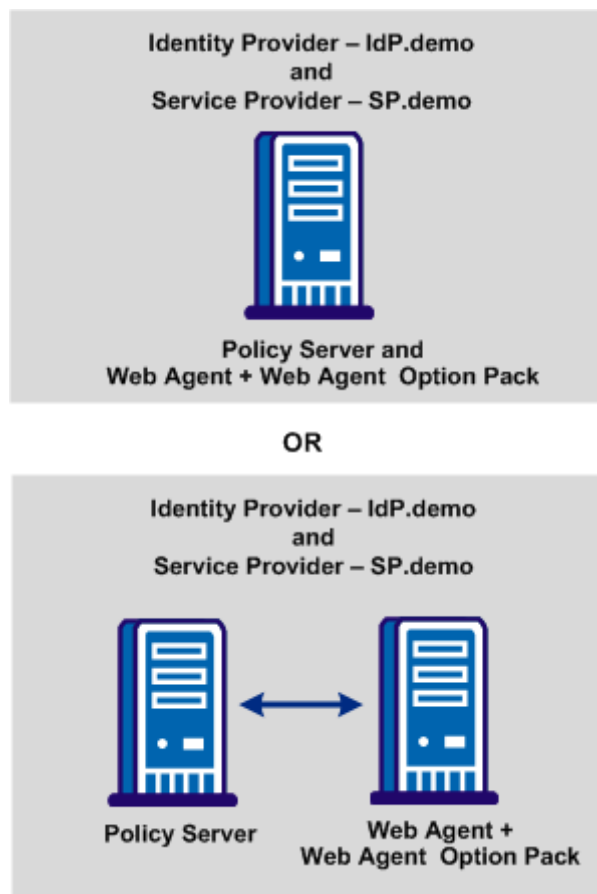 Identity Provider – IdP.demo
and
Service Provider – SP.demo
Policy Server and
Web Agent + Web Agent Option Pack
OR
Identity Provider – IdP.demo
and
Service Provider – SP.demo
Policy Server
Web Agent +
Web Agent Option Pack